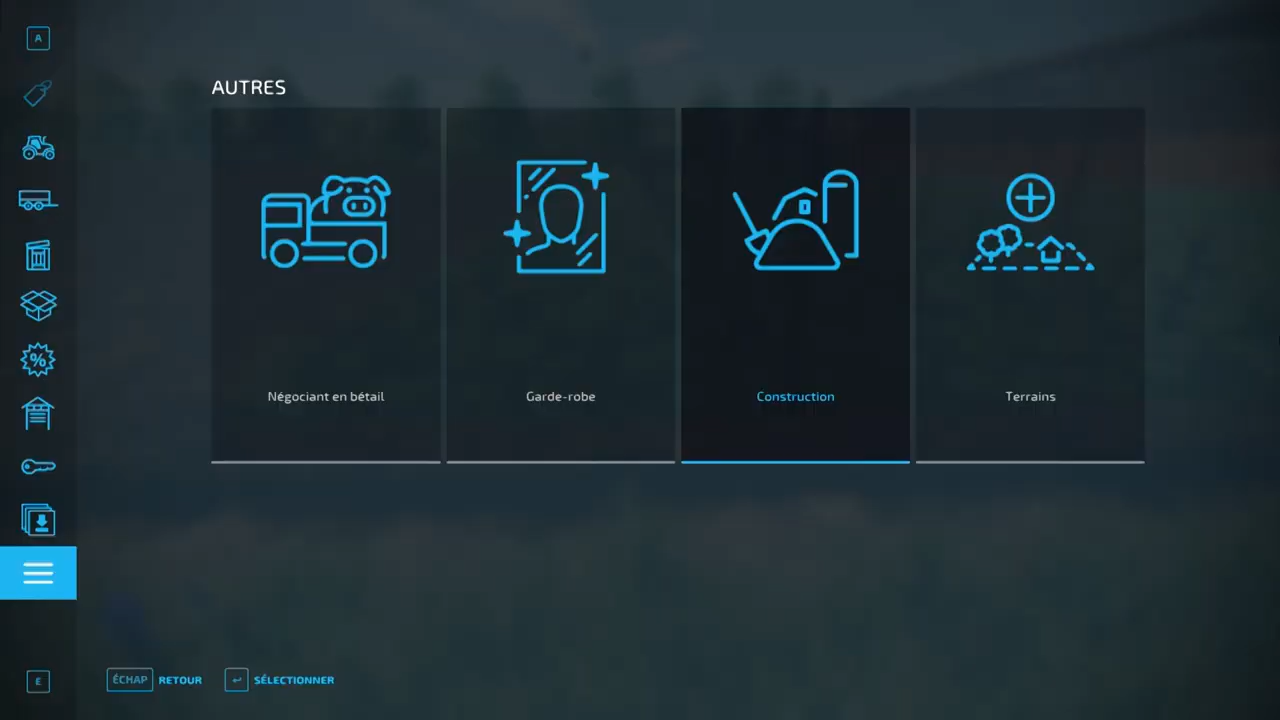 A
AUTRES
%
Négociant en bétail
Garde-robe
Construction
Terrains
E
ÉCHAP RETOUR
SÉLECTIONNER